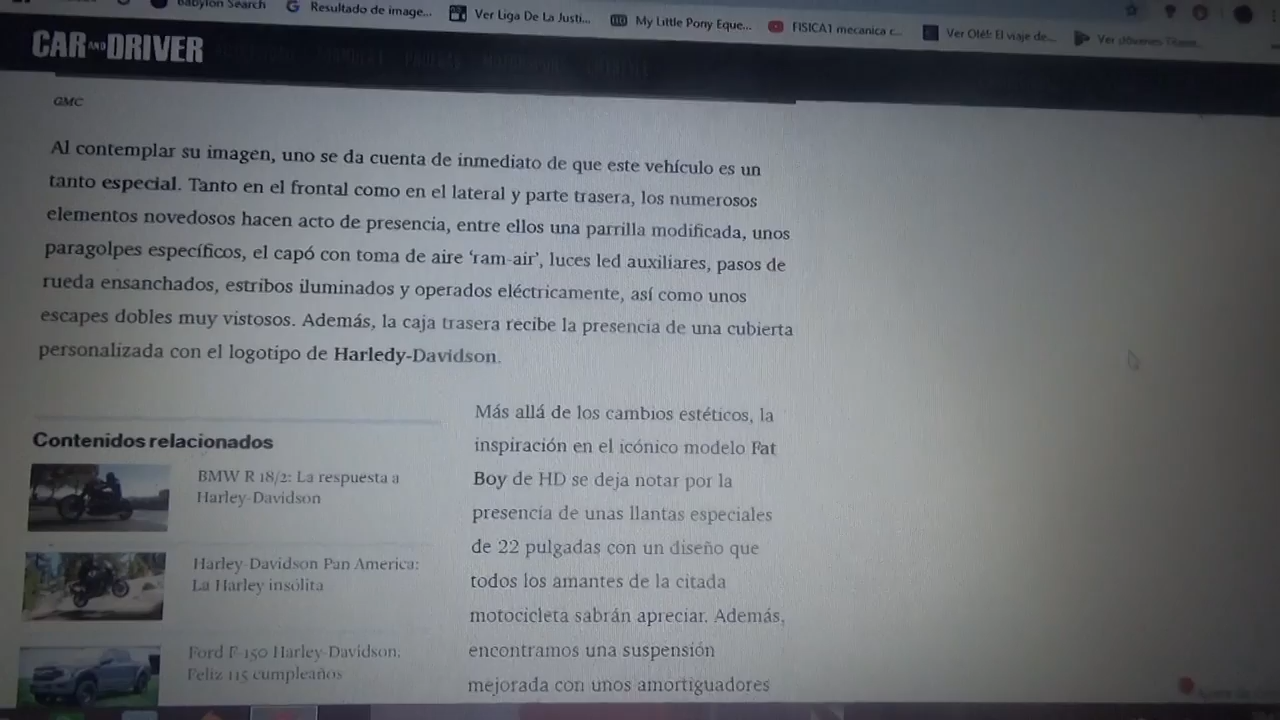 Babylon Search
Resultado de image...
Ver Liga De La Justi...
My Little Pony Eque...
FISICA1 mecanica c...
Ver Olé!: El viaje de...
Ver Jóvenes Titans...
CAR AND DRIVER
GMC
Al contemplar su imagen, uno se da cuenta de inmediato de que este vehículo es un
tanto especial. Tanto en el frontal como en el lateral y parte trasera, los numerosos
elementos novedosos hacen acto de presencia, entre ellos una parrilla modificada, unos
paragolpes específicos, el capó con toma de aire ‘ram-air’, luces led auxiliares, pasos de
rueda ensanchados, estribos iluminados y operados eléctricamente, así como unos
escapes dobles muy vistosos. Además, la caja trasera recibe la presencia de una cubierta
personalizada con el logotipo de Harledy-Davidson.
Contenidos relacionados
BMW R 18/2: La respuesta a
Harley-Davidson
Harley-Davidson Pan America:
La Harley insólita
Ford F-150 Harley-Davidson:
Feliz 115 cumpleaños
Más allá de los cambios estéticos, la
inspiración en el icónico modelo Fat
Boy de HD se deja notar por la
presencia de unas llantas especiales
de 22 pulgadas con un diseño que
todos los amantes de la citada
motocicleta sabrán apreciar. Además,
encontramos una suspensión
mejorada con unos amortiguadores